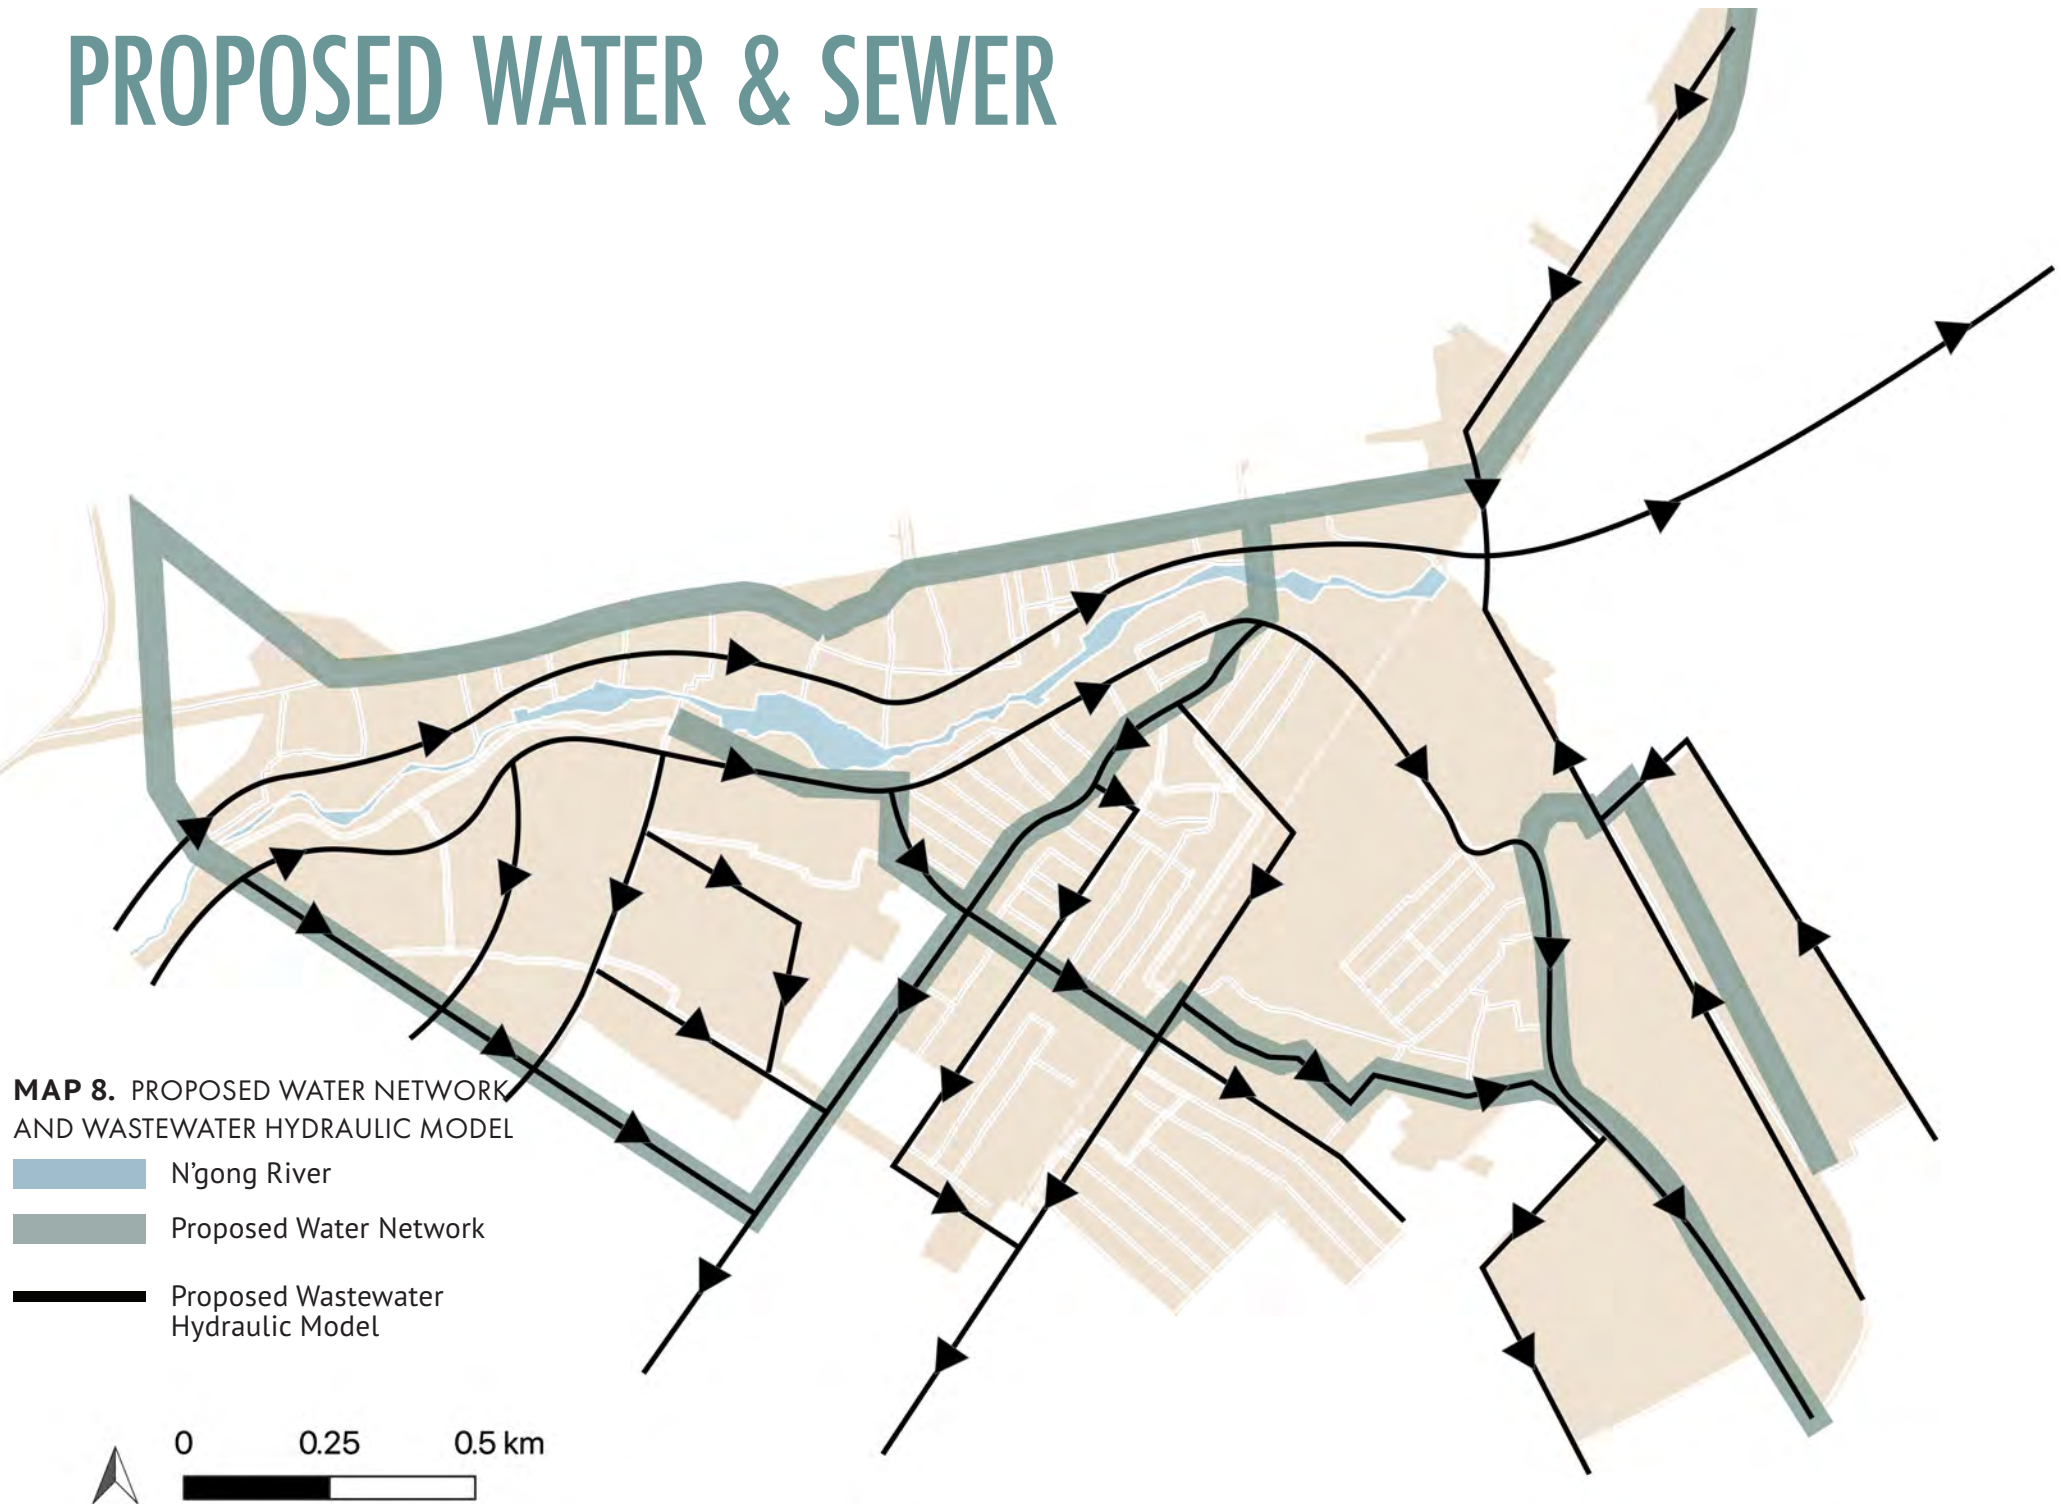 PROPOSED WATER & SEWER
MAP 8. PROPOSED WATER NETWORK
AND WASTEWATER HYDRAULIC MODEL
N'gong River
Proposed Water Network
Proposed Wastewater
Hydraulic Model
0 0.25 0.5 km